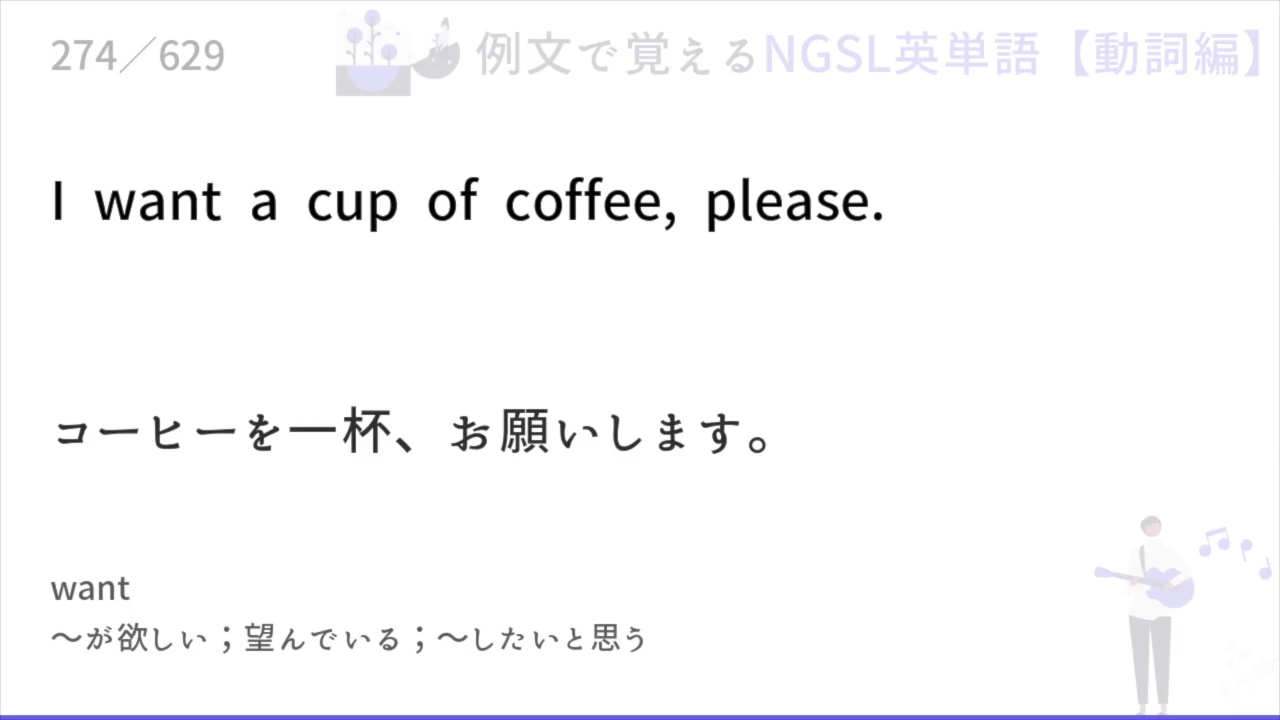 274／629
例文で覚えるNGSL英単語【動詞編】
I want a cup of coffee, please.
コーヒーを一杯、お願いします。
want
〜が欲しい；望んでいる；〜したいと思う